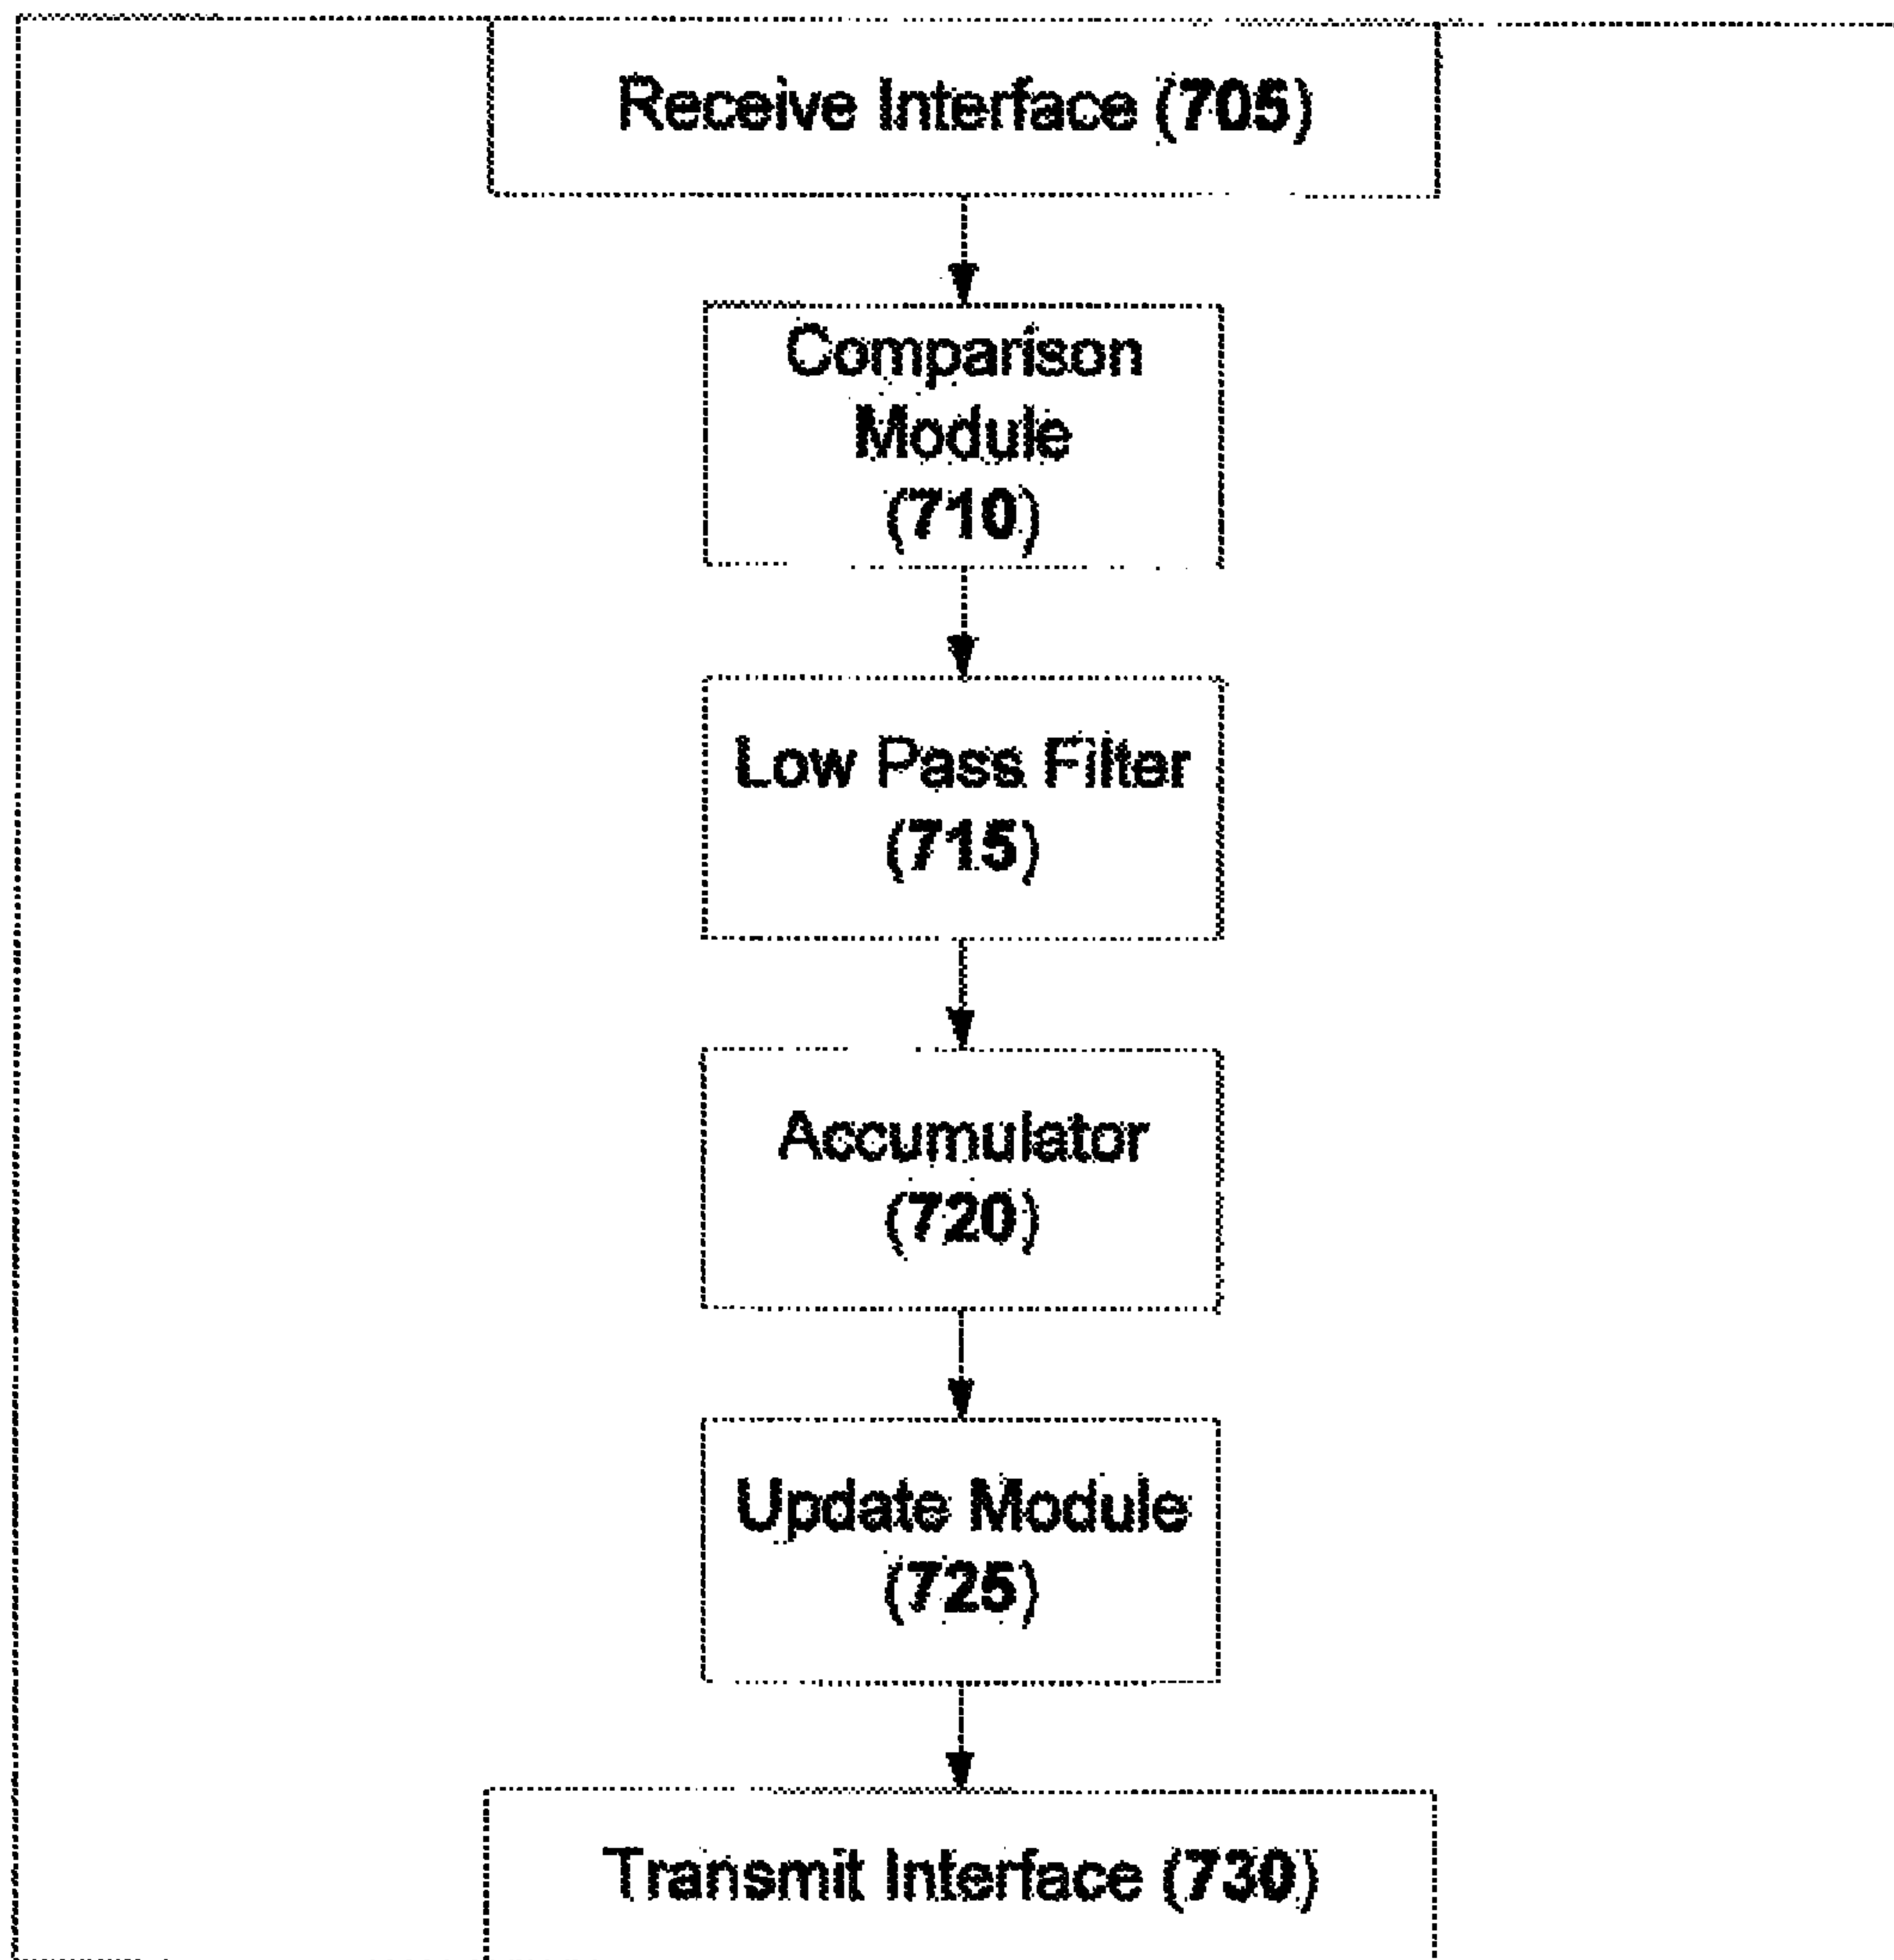 Receive Interface (705)
Comparison
Module
(710)
Low Pass Filter
(715)
Accumulator
(720)
Update Module
(725)
Transmit Interface (730)